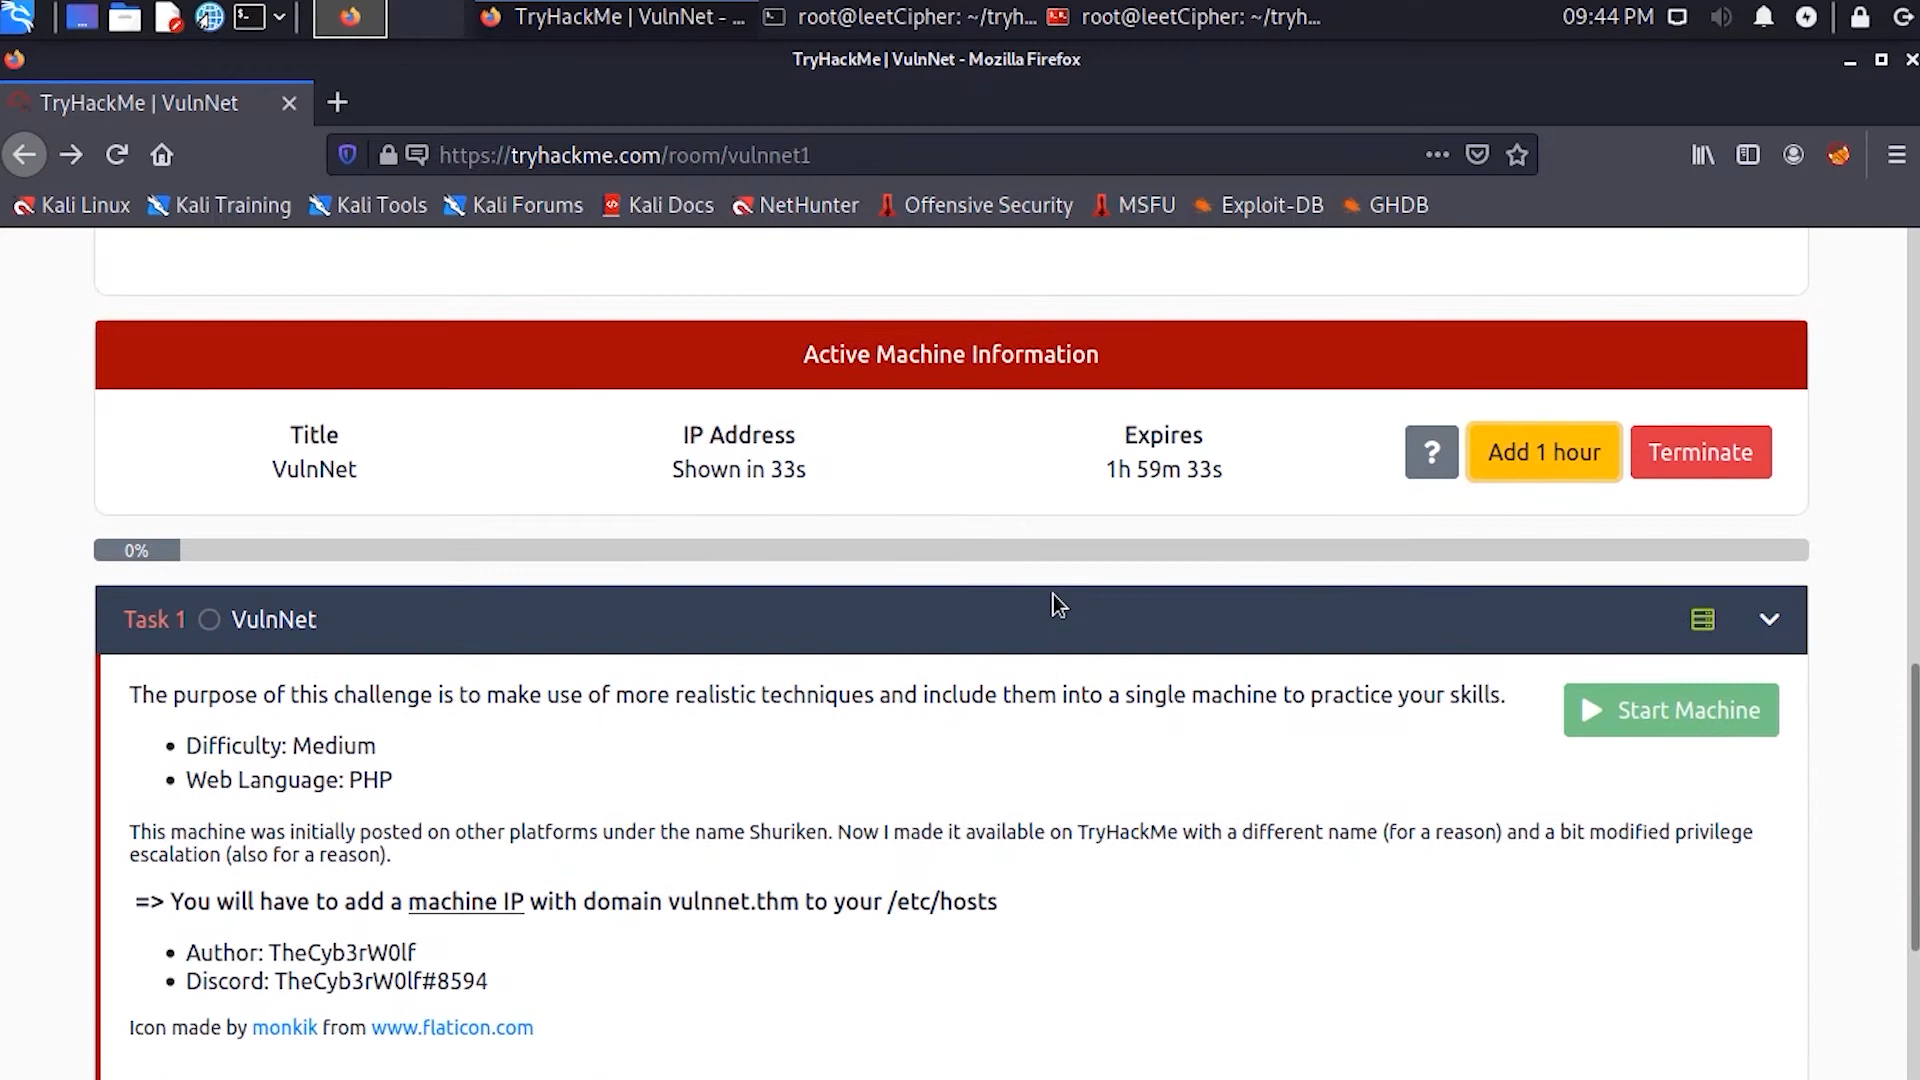 TryHackMe | VulnNet - ...
root@leetCipher: ~/tryh...
root@leetCipher: ~/tryh...
09:44 PM
TryHackMe | VulnNet - Mozilla Firefox
TryHackMe | VulnNet
https://tryhackme.com/room/vulnnet1
Kali Linux
Kali Training
Kali Tools
Kali Forums
Kali Docs
NetHunter
Offensive Security
MSFU
Exploit-DB
GHDB
Active Machine Information
Title
IP Address
Expires
VulnNet
Shown in 33s
1h 59m 33s
?
Add 1 hour
Terminate
0%
Task 1
VulnNet
The purpose of this challenge is to make use of more realistic techniques and include them into a single machine to practice your skills.
Start Machine
• Difficulty: Medium
• Web Language: PHP
This machine was initially posted on other platforms under the name Shuriken. Now I made it available on TryHackMe with a different name (for a reason) and a bit modified privilege
escalation (also for a reason).
=> You will have to add a machine IP with domain vulnnet.thm to your /etc/hosts
• Author: TheCyb3rW0lf
• Discord: TheCyb3rW0lf#8594
Icon made by monkik from www.flaticon.com